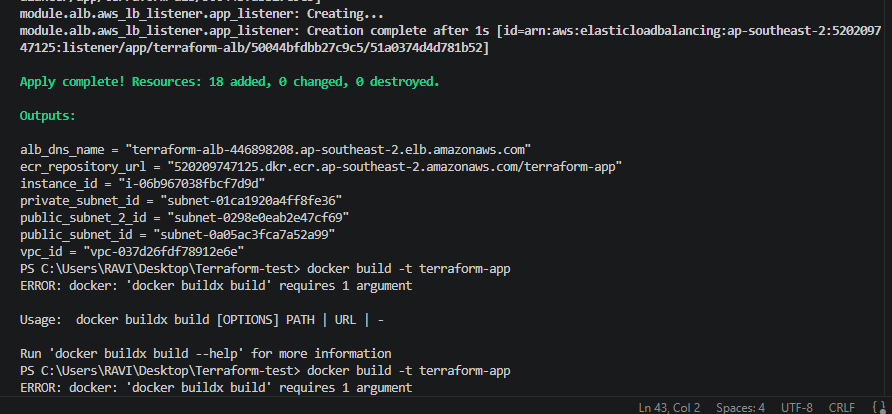 module.alb.aws_lb_listener.app_listener: Creating...
module.alb.aws_lb_listener.app_listener: Creation complete after 1s [id=arn:aws:elasticloadbalancing:ap-southeast-2:5202097
47125:listener/app/terraform-alb/50044bfdbb27c9c5/51a0374d4d781b52]
Apply complete! Resources: 18 added, 0 changed, 0 destroyed.
Outputs:
alb_dns_name = "terraform-alb-446898208.ap-southeast-2.elb.amazonaws.com"
ecr_repository_url = "520209747125.dkr.ecr.ap-southeast-2.amazonaws.com/terraform-app"
instance_id = "i-06b967038fbcf7d9d"
private_subnet_id = "subnet-01ca1920a4ff8fe36"
public_subnet_2_id = "subnet-0298e0eab2e47cf69"
public_subnet_id = "subnet-0a05ac3fca7a52a99"
vpc_id = "vpc-037d26fdf78912e6e"
PS C:\Users\RAVI\Desktop\Terraform-test> docker build -t terraform-app
ERROR: docker: 'docker buildx build' requires 1 argument
Usage:  docker buildx build [OPTIONS] PATH | URL | -
Run 'docker buildx build --help' for more information
PS C:\Users\RAVI\Desktop\Terraform-test> docker build -t terraform-app
ERROR: docker: 'docker buildx build' requires 1 argument
Ln 43, Col 2 Spaces: 4 UTF-8 CRLF {}